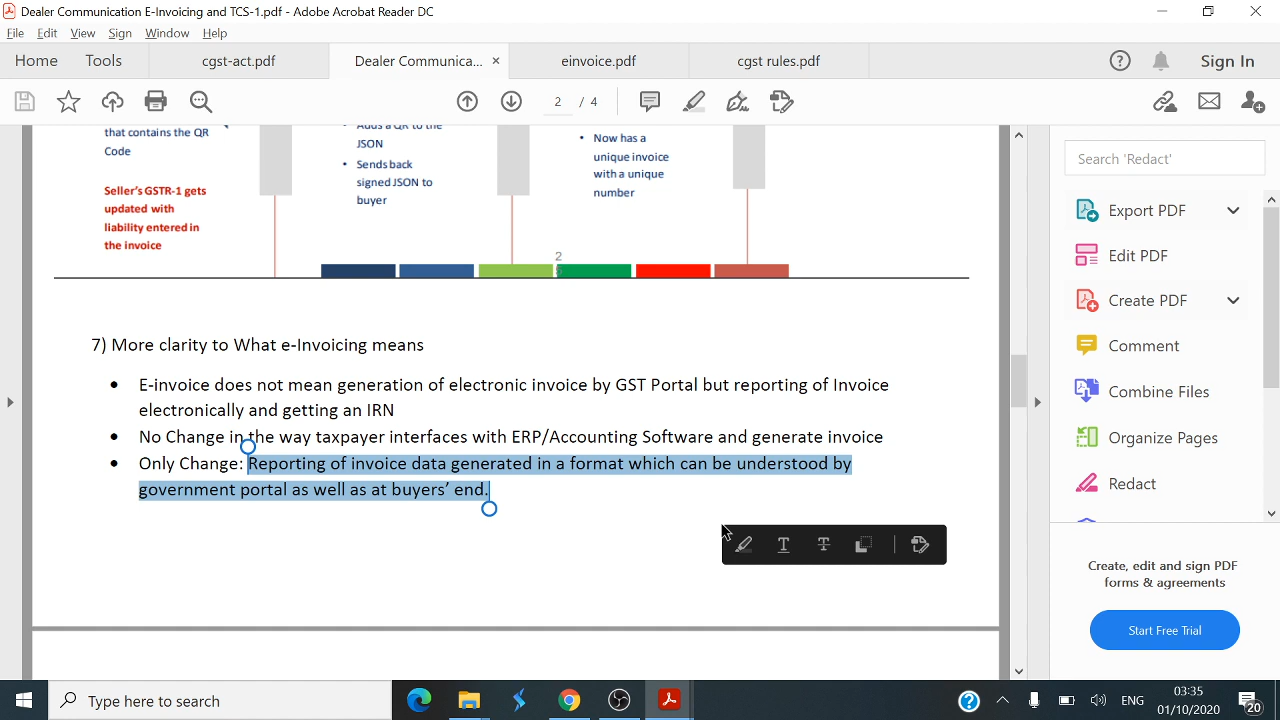 Dealer Communication E-Invoicing and TCS-1.pdf - Adobe Acrobat Reader DC
File Edit View Sign Window Help
Home Tools cgst-act.pdf Dealer Communica... × einvoice.pdf cgst rules.pdf Sign In
2 / 4
that contains the QR
Code
Seller's GSTR-1 gets
updated with
liability entered in
the invoice
• Adds a QR to the
JSON
• Sends back
signed JSON to
buyer
• Now has a
unique invoice
with a unique
number
2
7) More clarity to What e-Invoicing means
• E-invoice does not mean generation of electronic invoice by GST Portal but reporting of Invoice
electronically and getting an IRN
• No Change in the way taxpayer interfaces with ERP/Accounting Software and generate invoice
• Only Change: Reporting of invoice data generated in a format which can be understood by
government portal as well as at buyers' end.
Search 'Redact'
Export PDF
Edit PDF
Create PDF
Comment
Combine Files
Organize Pages
Redact
Create, edit and sign PDF
forms & agreements
Start Free Trial
Type here to search
ENG
03:35
01/10/2020
20